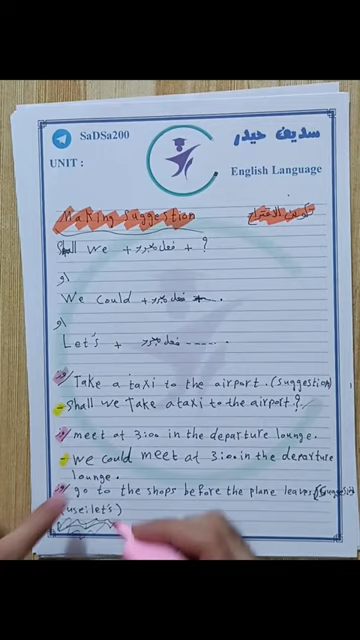 SaDSa200
سديف حيدر
UNIT :
English Language
Making Suggestion
تكوين الاقتراح
Shall we + فعل مجرد + ?
او
We could + فعل مجرد + .
او
Let's + فعل مجرد ------.
Take a taxi to the airport. (suggestion)
- Shall we take a taxi to the airport?
meet at 3:00 in the departure lounge.
- We could meet at 3:00 in the departure
lounge.
go to the shops before the plane leaves.
(use: let's)